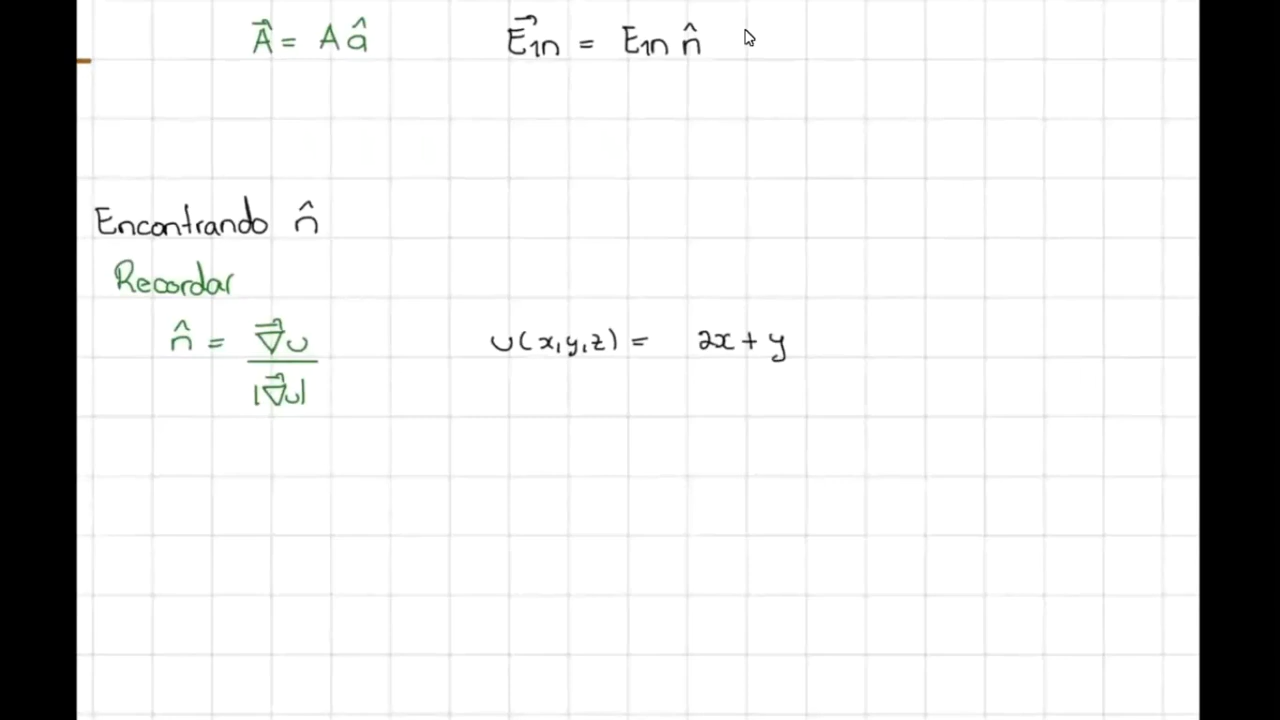 A⃗ = A â E⃗1n = E1n n̂
Encontrando n̂
Recordar
n̂ = ∇⃗u / |∇⃗u| u(x,y,z) = 2x + y